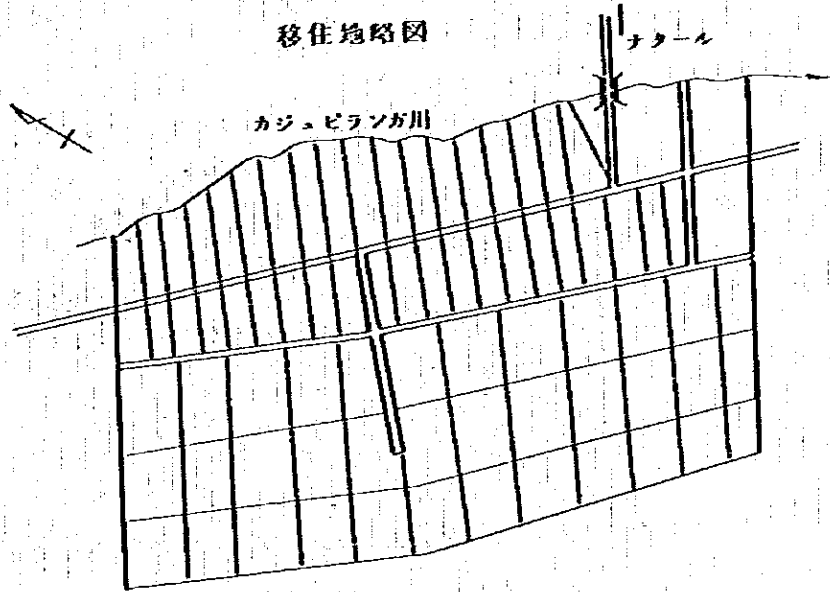 移住地略図
ナタール
カジュピランガ川